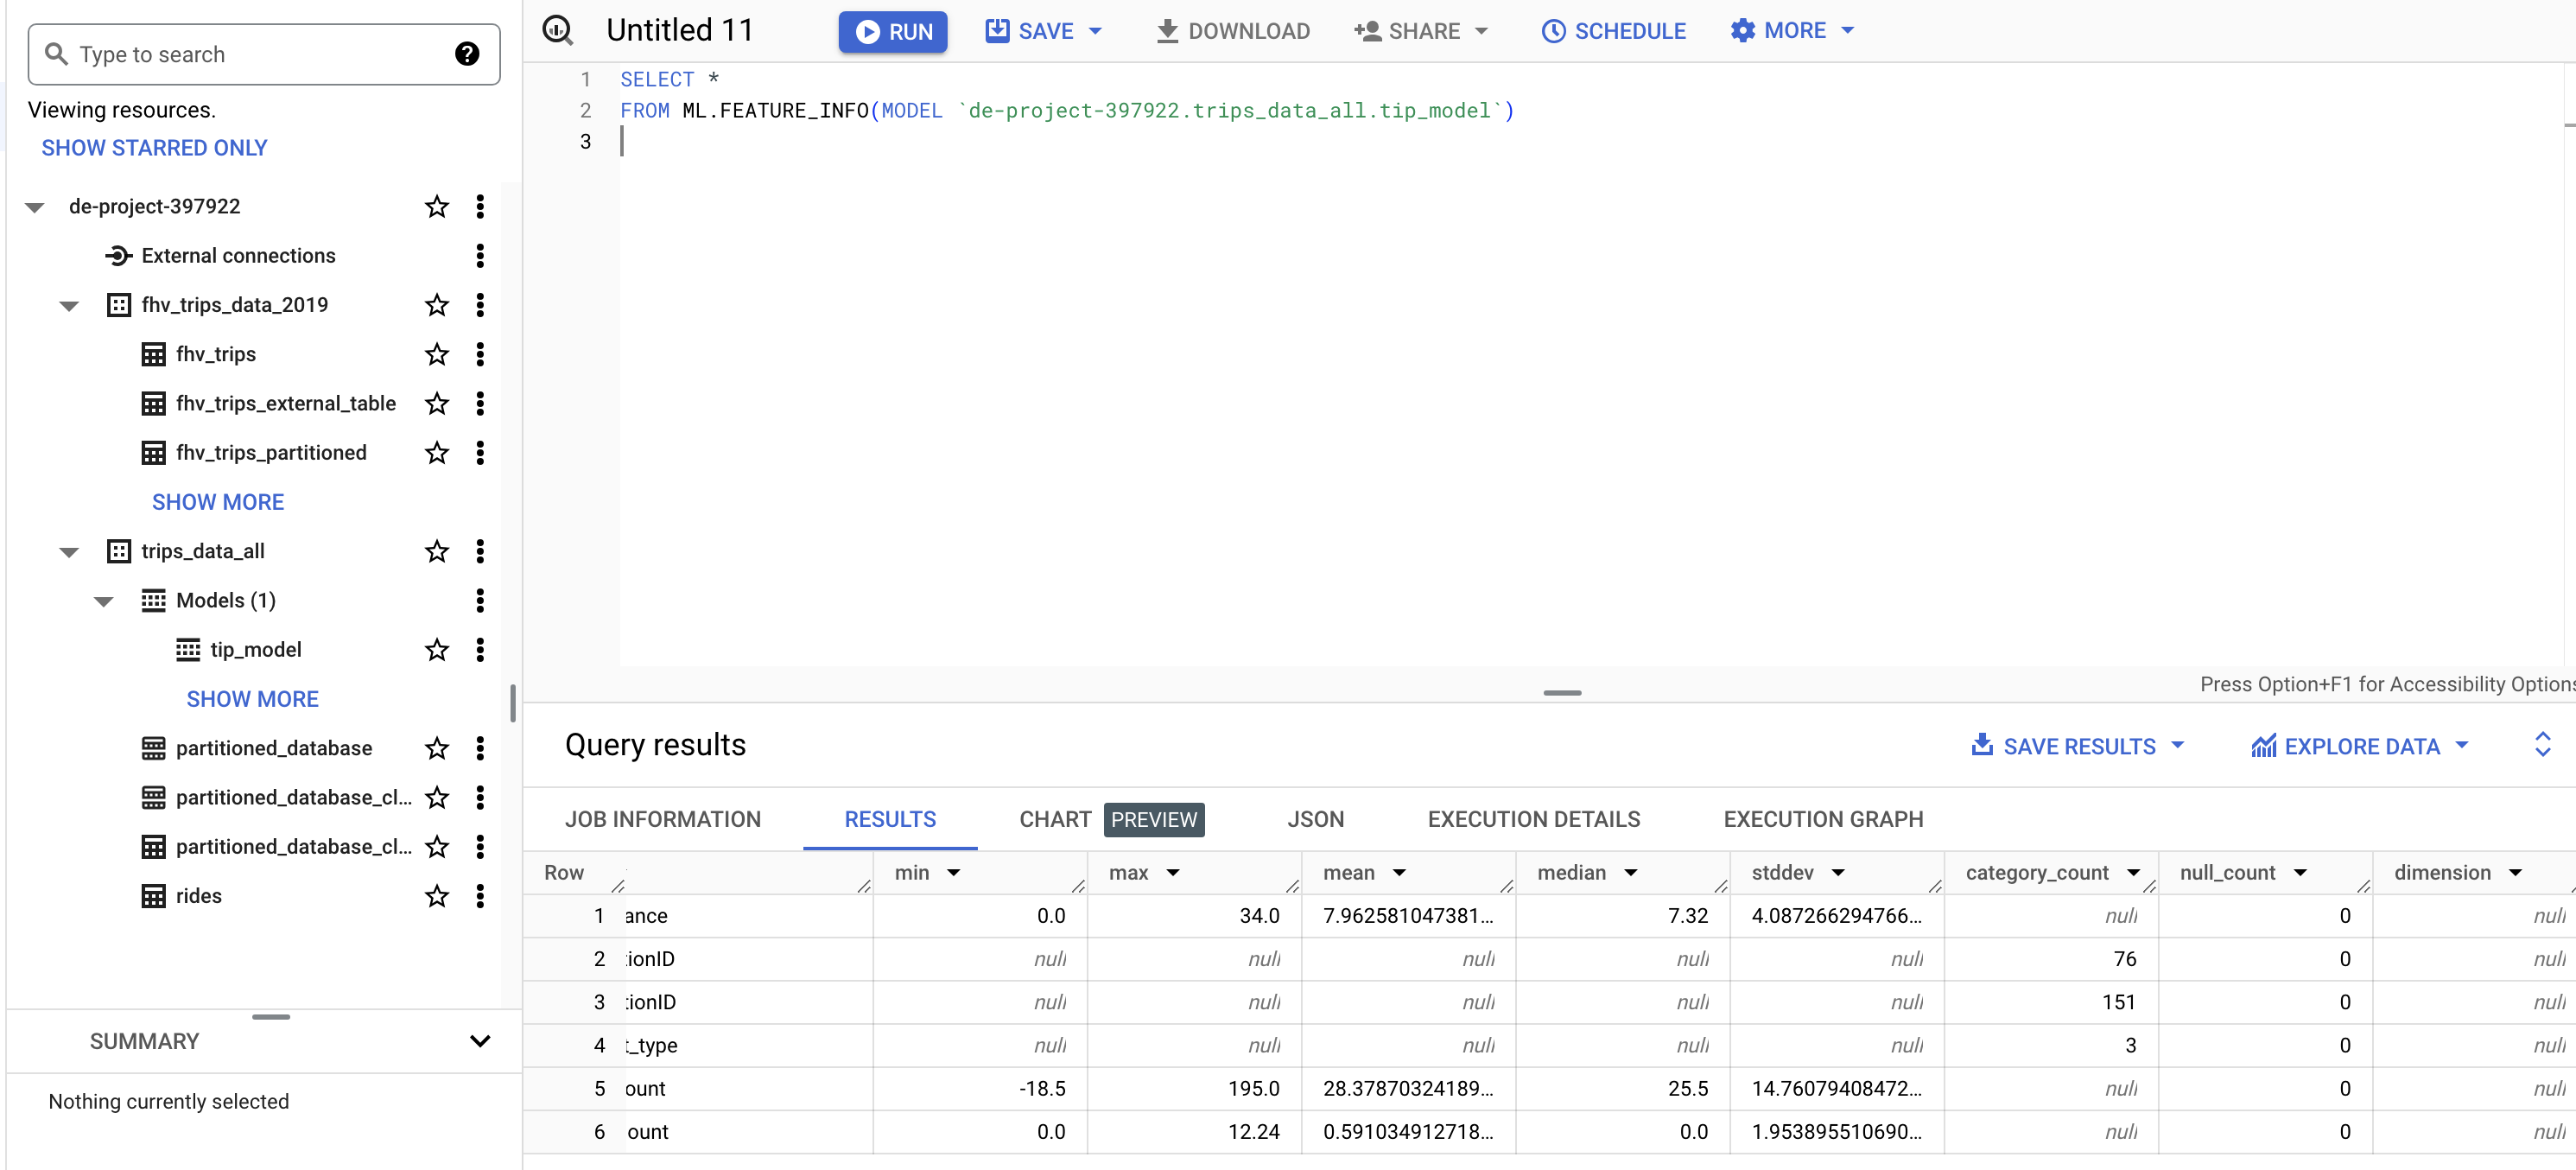 Type to search
Viewing resources.
SHOW STARRED ONLY
de-project-397922
External connections
fhv_trips_data_2019
fhv_trips
fhv_trips_external_table
fhv_trips_partitioned
SHOW MORE
trips_data_all
Models (1)
tip_model
SHOW MORE
partitioned_database
partitioned_database_cl...
partitioned_database_cl...
rides
SUMMARY
Nothing currently selected
Untitled 11 RUN SAVE DOWNLOAD SHARE SCHEDULE MORE
1 SELECT *
2 FROM ML.FEATURE_INFO(MODEL `de-project-397922.trips_data_all.tip_model`)
3
Press Option+F1 for Accessibility Options
Query results SAVE RESULTS EXPLORE DATA
JOB INFORMATION RESULTS CHART PREVIEW JSON EXECUTION DETAILS EXECUTION GRAPH
Row min max mean median stddev category_count null_count dimension
1 ance 0.0 34.0 7.962581047381... 7.32 4.087266294766... null 0 null
2 tionID null null null null null 76 0 null
3 tionID null null null null null 151 0 null
4 t_type null null null null null 3 0 null
5 ount -18.5 195.0 28.37870324189... 25.5 14.76079408472... null 0 null
6 ount 0.0 12.24 0.591034912718... 0.0 1.953895510690... null 0 null